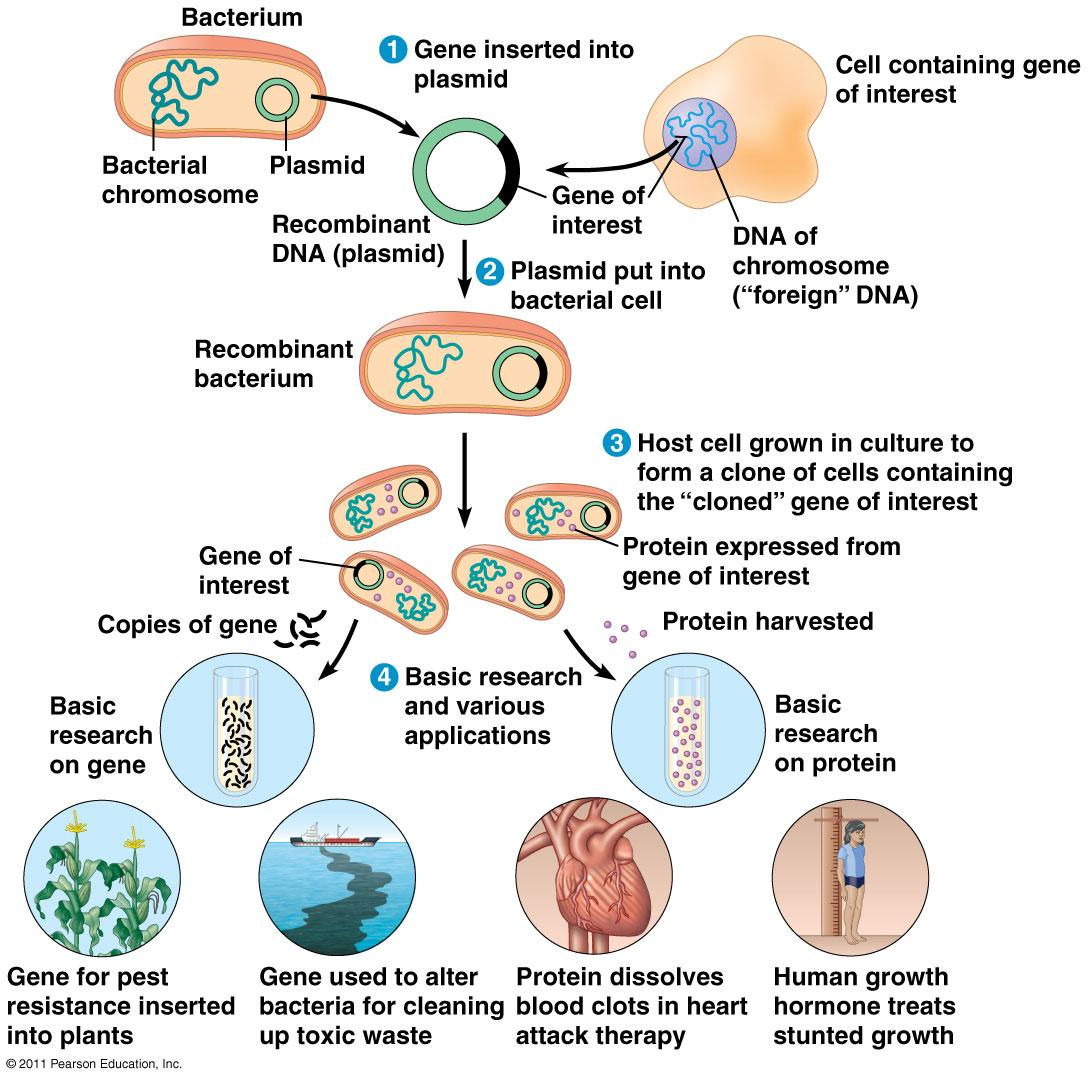 Bacterium
1 Gene inserted into
plasmid
Cell containing gene
of interest
Bacterial
chromosome
Plasmid
Gene of
interest
Recombinant
DNA (plasmid)
DNA of
chromosome
(“foreign” DNA)
2 Plasmid put into
bacterial cell
Recombinant
bacterium
3 Host cell grown in culture to
form a clone of cells containing
the “cloned” gene of interest
Protein expressed from
gene of interest
Gene of
interest
Copies of gene
Protein harvested
4 Basic research
and various
applications
Basic
research
on gene
Basic
research
on protein
Gene for pest
resistance inserted
into plants
Gene used to alter
bacteria for cleaning
up toxic waste
Protein dissolves
blood clots in heart
attack therapy
Human growth
hormone treats
stunted growth
© 2011 Pearson Education, Inc.